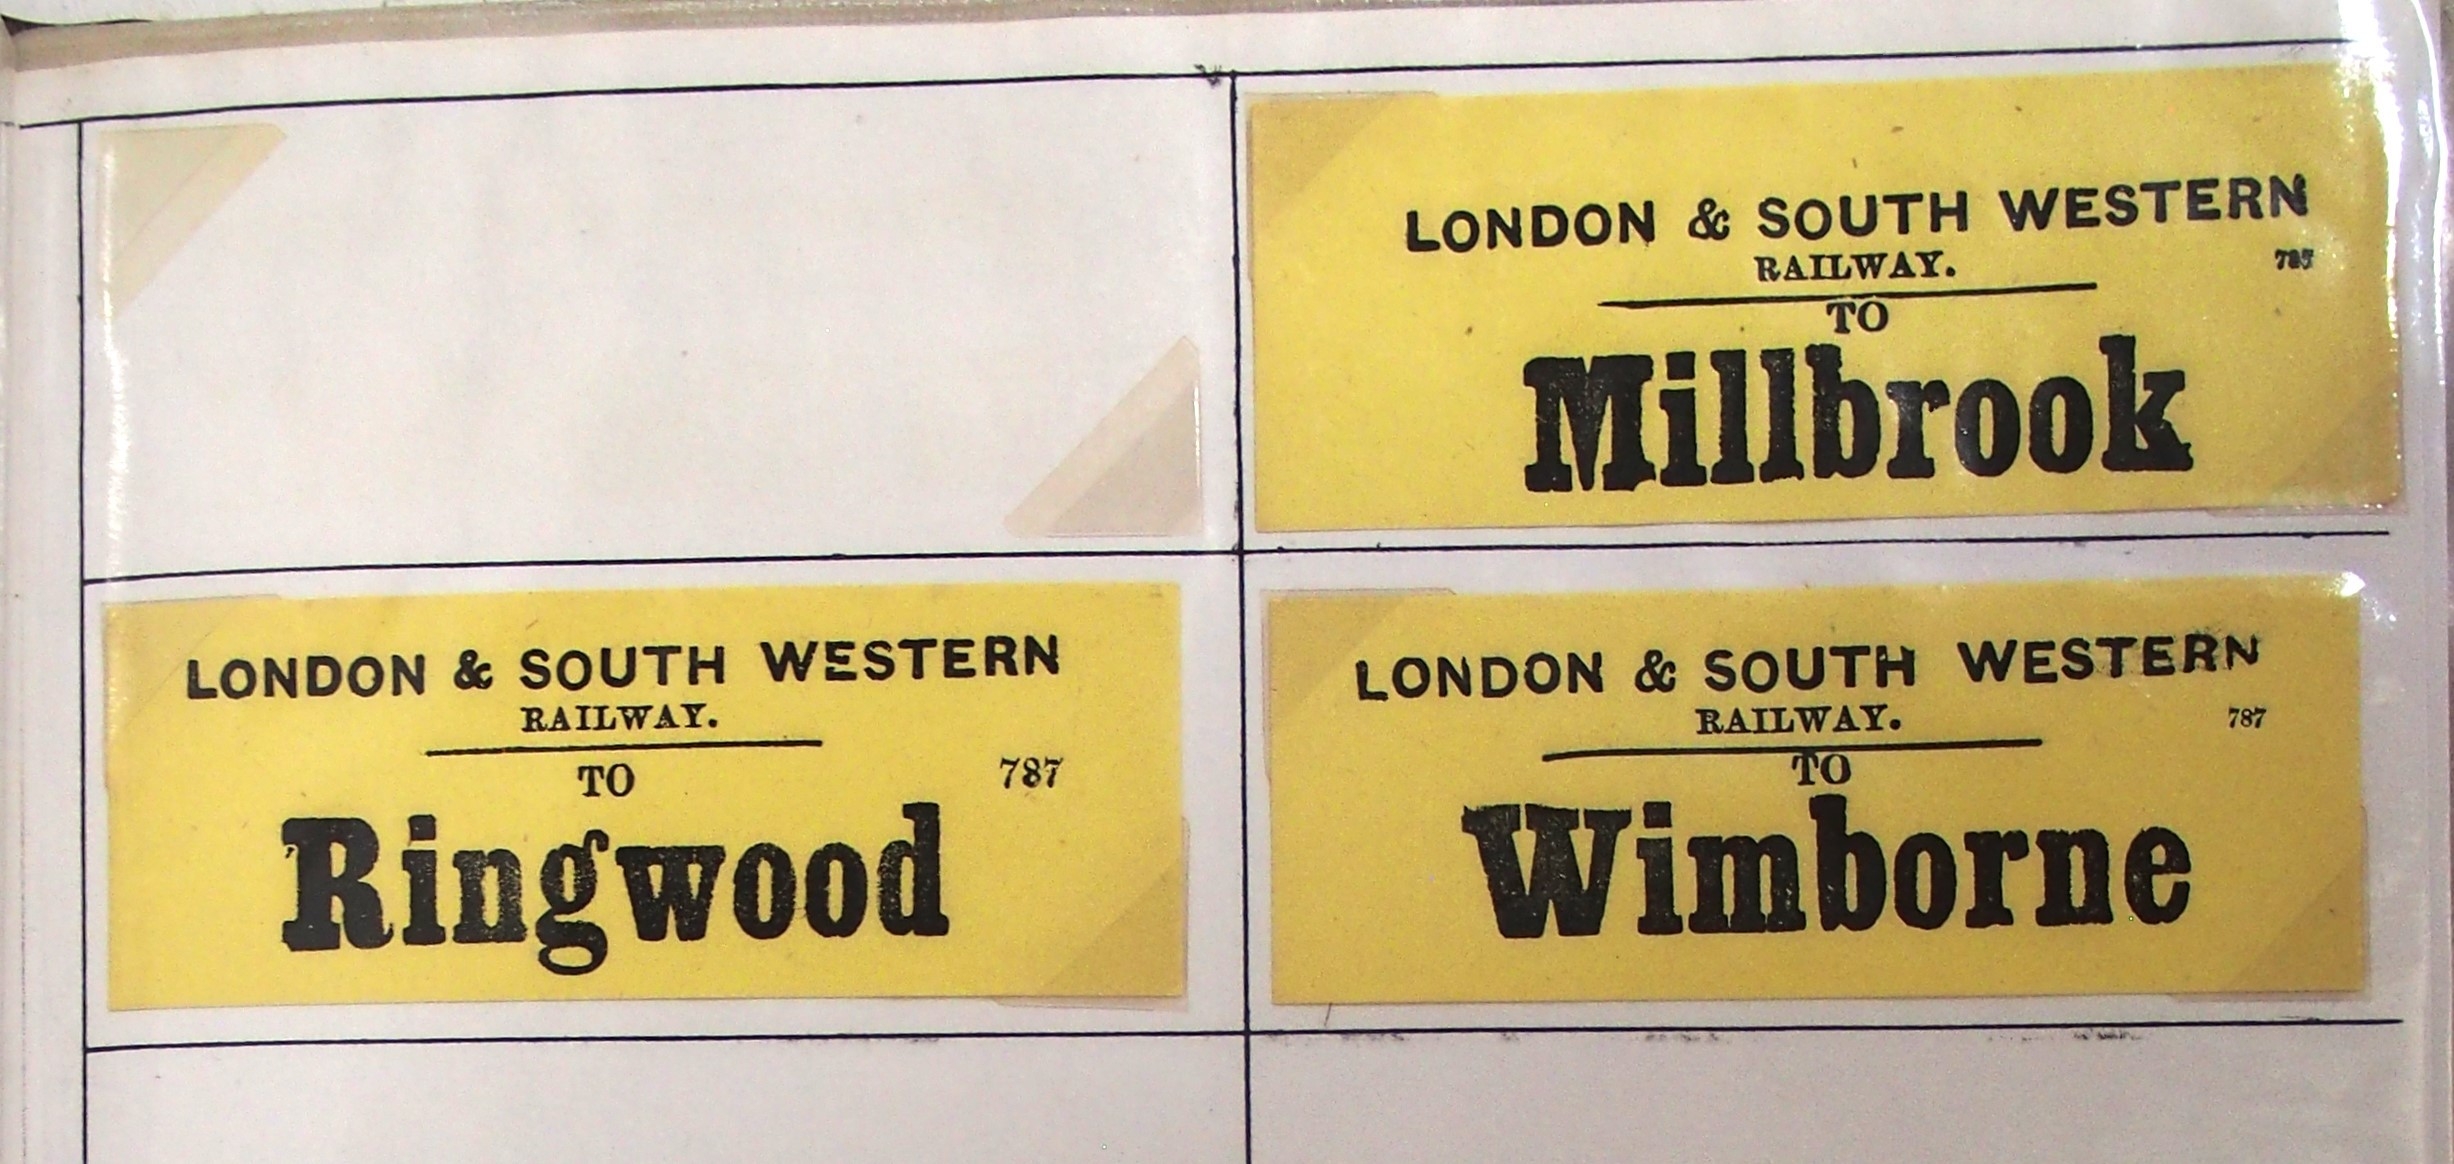 LONDON & SOUTH WESTERN
RAILWAY.
787
TO
Millbrook
LONDON & SOUTH WESTERN
RAILWAY.
TO
787
Ringwood
LONDON & SOUTH WESTERN
RAILWAY.
787
TO
Wimborne